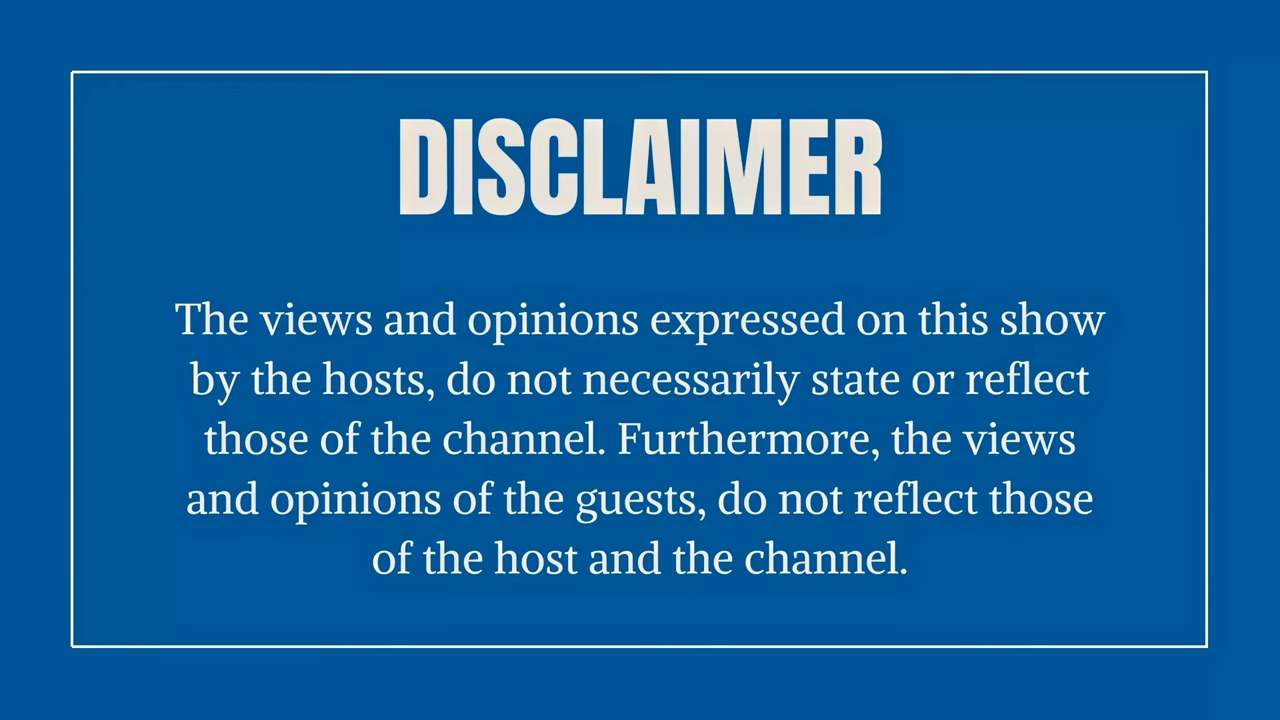 DISCLAIMER
The views and opinions expressed on this show
by the hosts, do not necessarily state or reflect
those of the channel. Furthermore, the views
and opinions of the guests, do not reflect those
of the host and the channel.